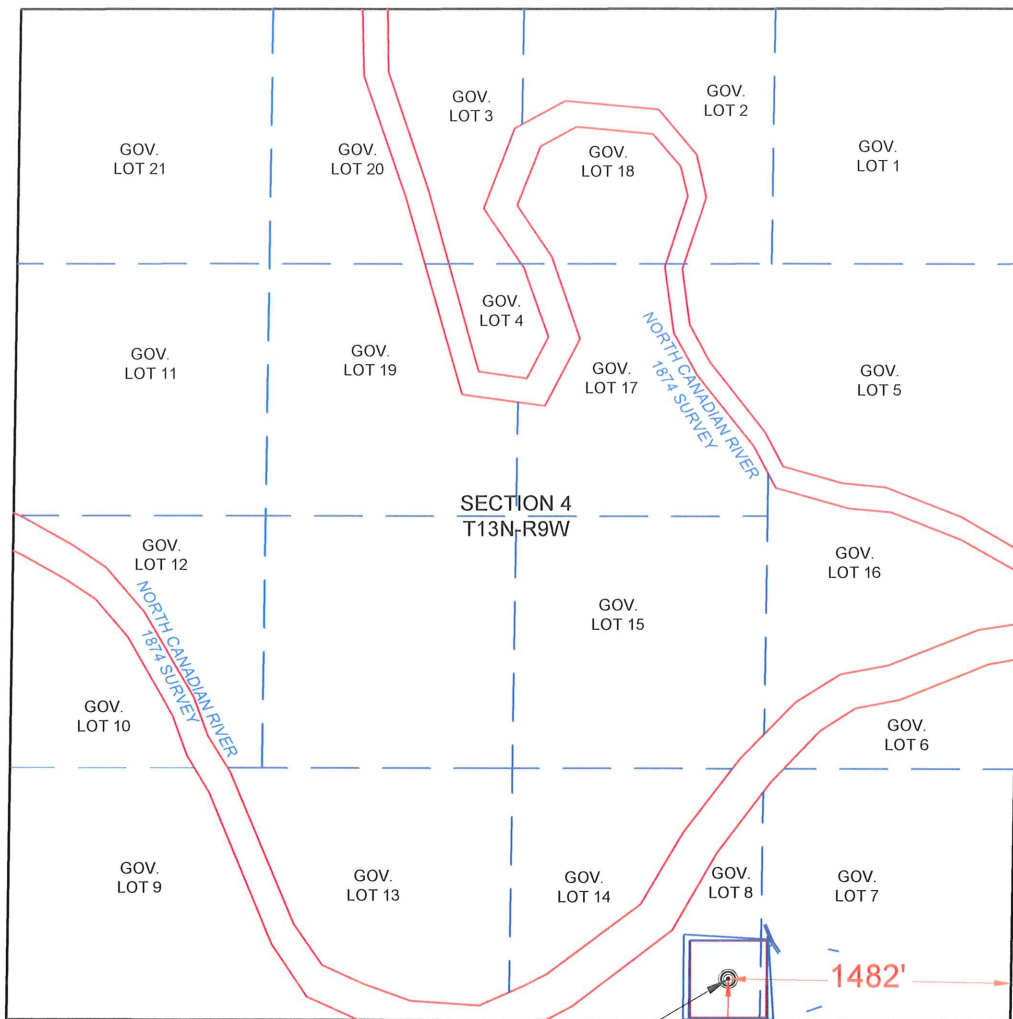 GOV.
LOT 3
GOV.
LOT 2
GOV.
LOT 21
GOV.
LOT 20
GOV.
LOT 18
GOV.
LOT 1
GOV.
LOT 4
GOV.
LOT 11
GOV.
LOT 19
GOV.
LOT 17
NORTH CANADIAN RIVER
1874 SURVEY
GOV.
LOT 5
SECTION 4
T13N-R9W
GOV.
LOT 12
GOV.
LOT 16
NORTH CANADIAN RIVER
1874 SURVEY
GOV.
LOT 15
GOV.
LOT 10
GOV.
LOT 6
GOV.
LOT 9
GOV.
LOT 13
GOV.
LOT 14
GOV.
LOT 8
GOV.
LOT 7
1482'